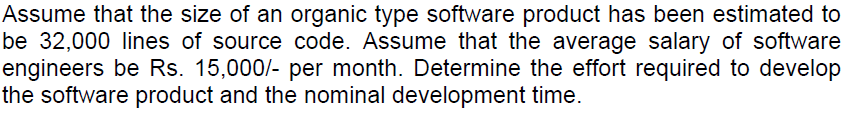 Assume that the size of an organic type software product has been estimated to
be 32,000 lines of source code. Assume that the average salary of software
engineers be Rs. 15,000/- per month. Determine the effort required to develop
the software product and the nominal development time.